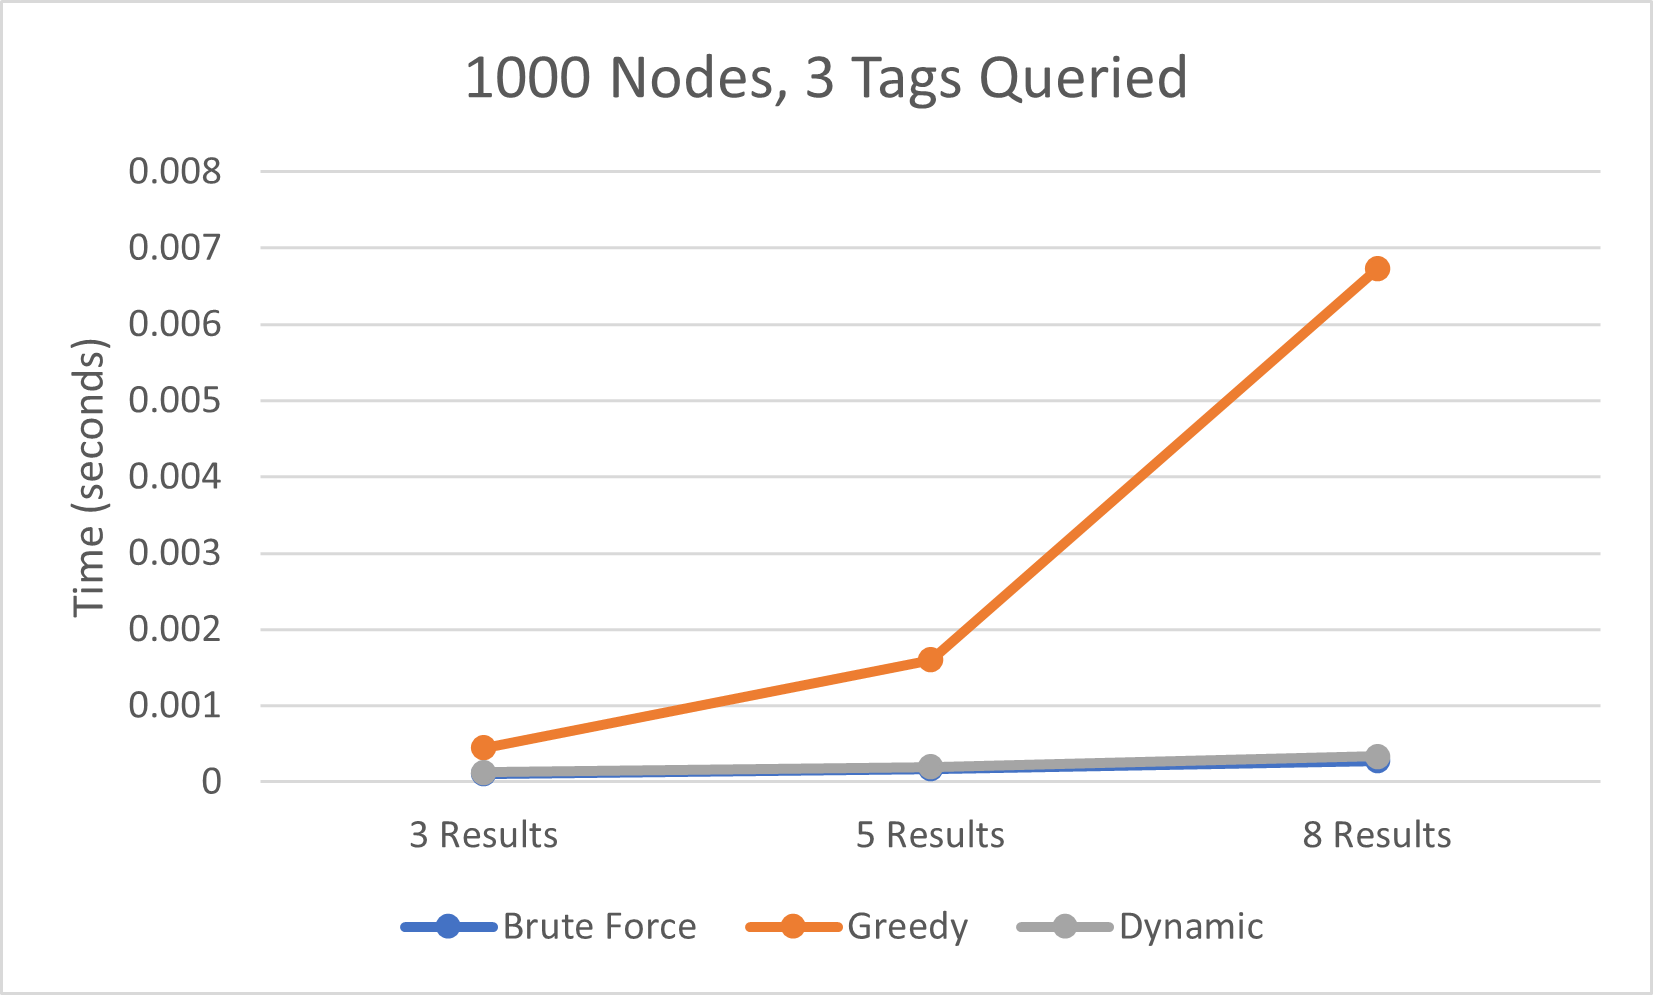 1000 Nodes, 3 Tags Queried
0.008
0.007
0.006
0.005
0.004
0.003
0.002
0.001
0
Time (seconds)
3 Results 5 Results 8 Results
Brute Force Greedy Dynamic